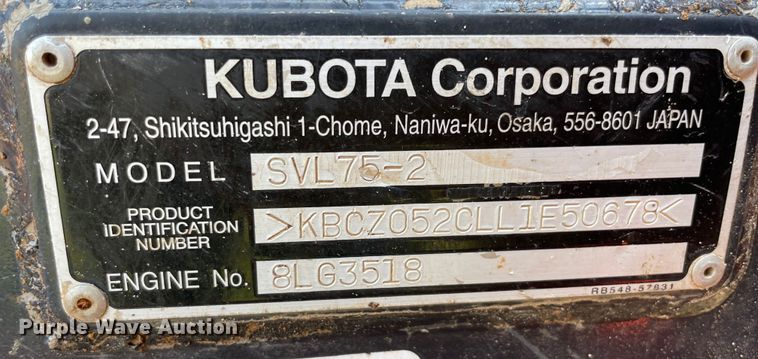 KUBOTA Corporation
2-47, Shikitsuhigashi 1-Chome, Naniwa-ku, Osaka, 556-8601 JAPAN
MODEL SVL75-2
PRODUCT
IDENTIFICATION
NUMBER >KBCZ052CLL1E50678<
ENGINE No. 8LG3518
RB548-57831
Purple Wave Auction